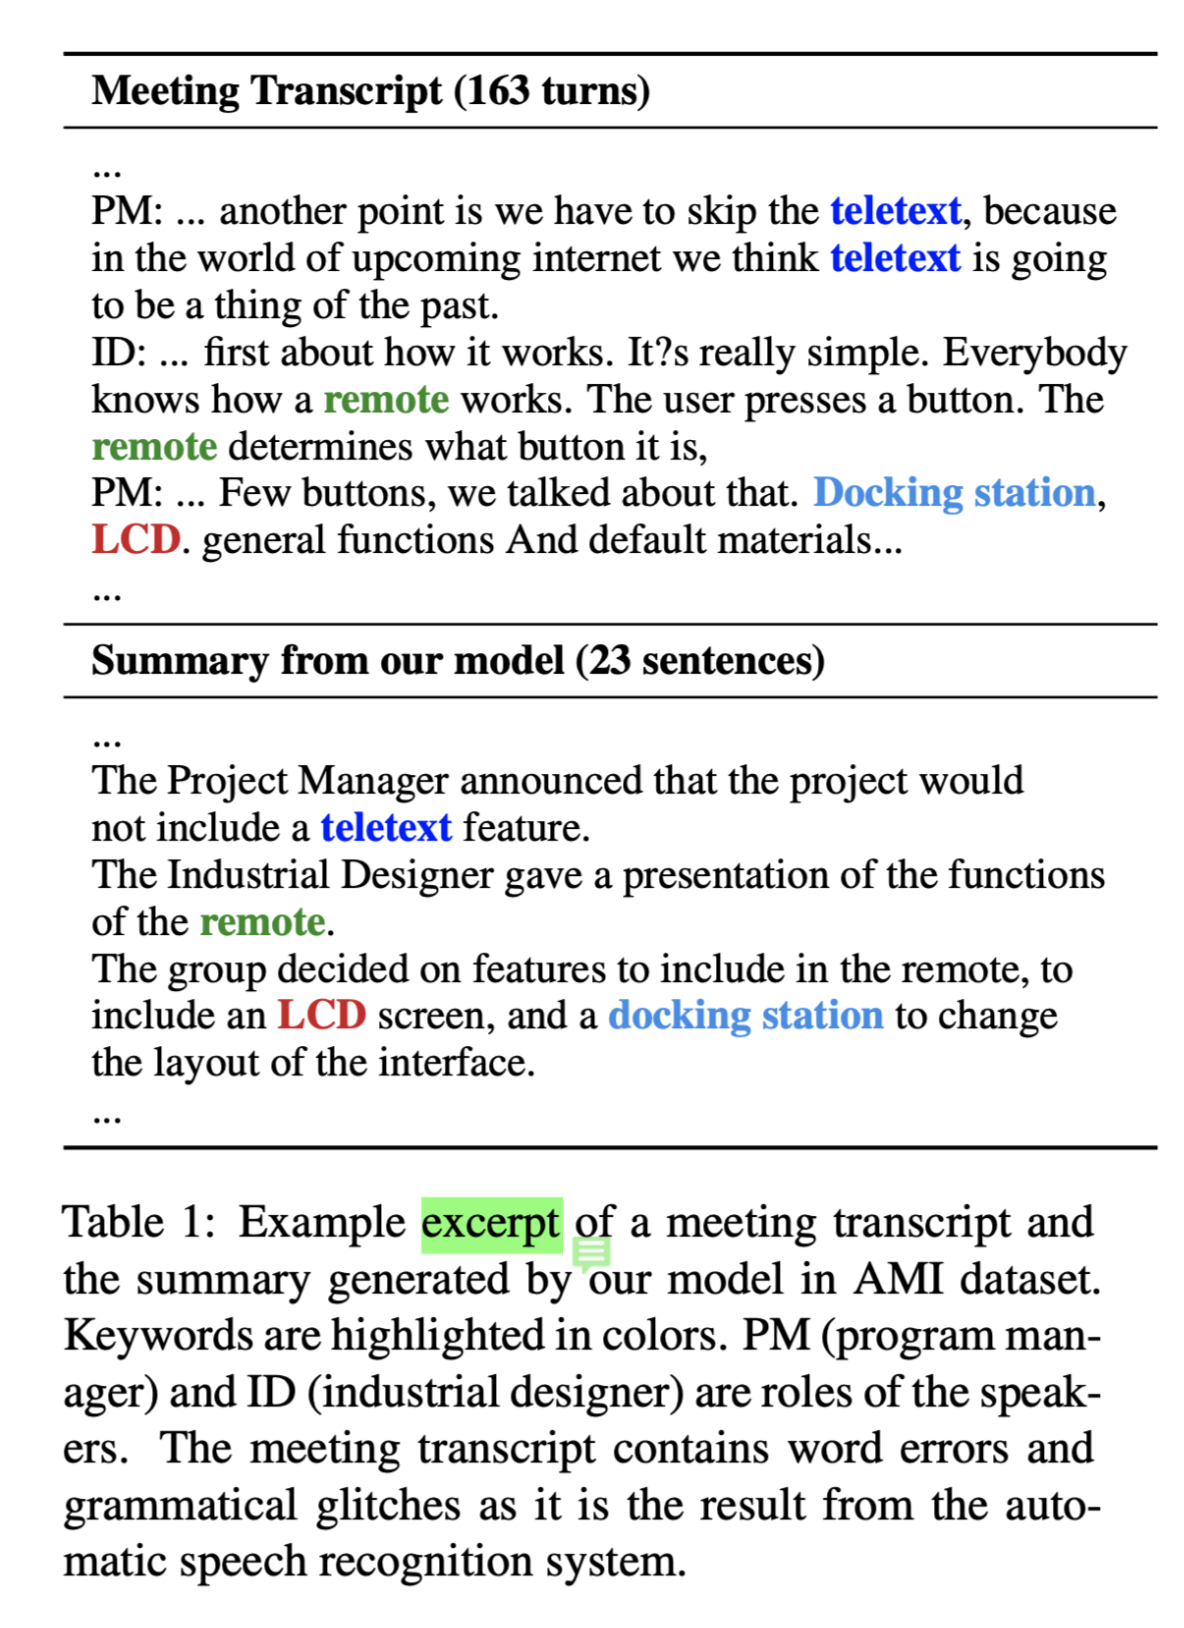 Meeting Transcript (163 turns)
...
PM: ... another point is we have to skip the teletext, because
in the world of upcoming internet we think teletext is going
to be a thing of the past.
ID: ... first about how it works. It?s really simple. Everybody
knows how a remote works. The user presses a button. The
remote determines what button it is,
PM: ... Few buttons, we talked about that. Docking station,
LCD. general functions And default materials...
...
Summary from our model (23 sentences)
...
The Project Manager announced that the project would
not include a teletext feature.
The Industrial Designer gave a presentation of the functions
of the remote.
The group decided on features to include in the remote, to
include an LCD screen, and a docking station to change
the layout of the interface.
...
Table 1: Example excerpt of a meeting transcript and
the summary generated by our model in AMI dataset.
Keywords are highlighted in colors. PM (program man-
ager) and ID (industrial designer) are roles of the speak-
ers. The meeting transcript contains word errors and
grammatical glitches as it is the result from the auto-
matic speech recognition system.